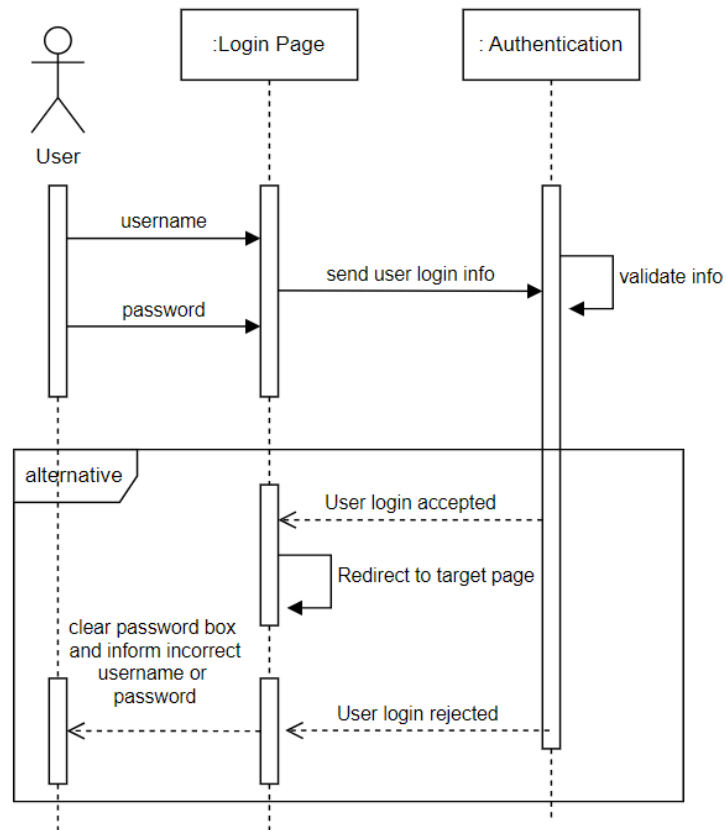 :Login Page
: Authentication
User
username
send user login info
validate info
password
alternative
User login accepted
Redirect to target page
clear password box
and inform incorrect
username or
password
User login rejected